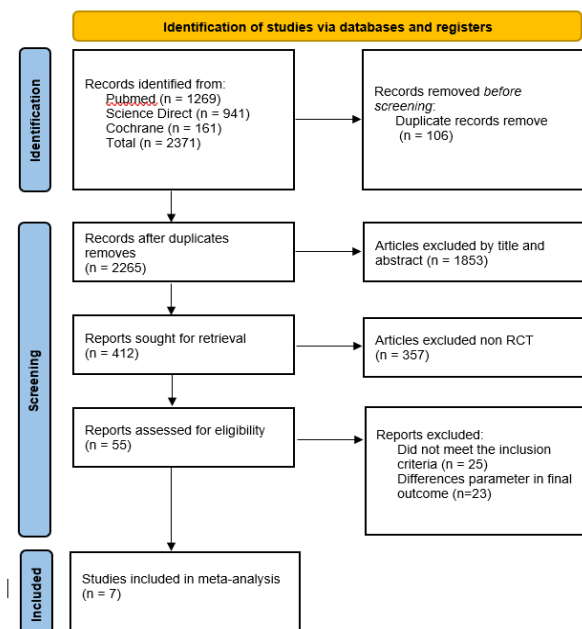 Identification of studies via databases and registers
Identification
Records identified from:
Pubmed (n = 1269)
Science Direct (n = 941)
Cochrane (n = 161)
Total (n = 2371)
Records removed before
screening:
Duplicate records remove
(n = 106)
Screening
Records after duplicates
removes
(n = 2265)
Articles excluded by title and
abstract (n = 1853)
Reports sought for retrieval
(n = 412)
Articles excluded non RCT
(n = 357)
Reports assessed for eligibility
(n = 55)
Reports excluded:
Did not meet the inclusion
criteria (n = 25)
Differences parameter in final
outcome (n=23)
Included
Studies included in meta-analysis
(n = 7)